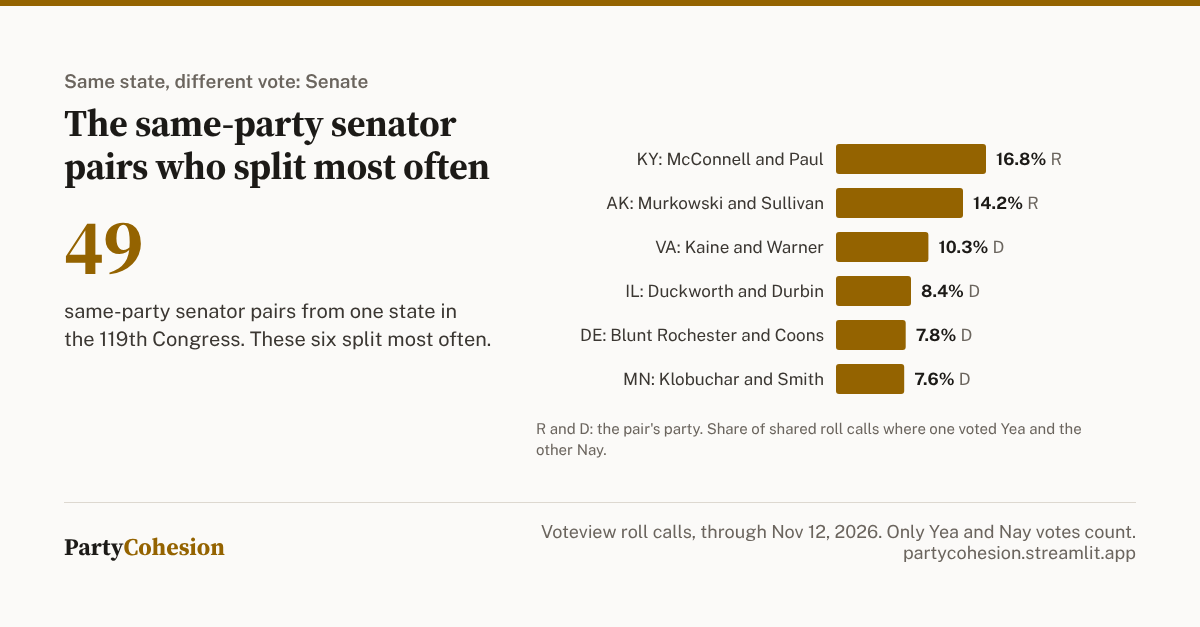 Same state, different vote: Senate
The same-party senator
pairs who split most often
49
same-party senator pairs from one state in
the 119th Congress. These six split most often.
KY: McConnell and Paul 16.8% R
AK: Murkowski and Sullivan 14.2% R
VA: Kaine and Warner 10.3% D
IL: Duckworth and Durbin 8.4% D
DE: Blunt Rochester and Coons 7.8% D
MN: Klobuchar and Smith 7.6% D
R and D: the pair's party. Share of shared roll calls where one voted Yea and the
other Nay.
PartyCohesion
Voteview roll calls, through Nov 12, 2026. Only Yea and Nay votes count.
partycohesion.streamlit.app